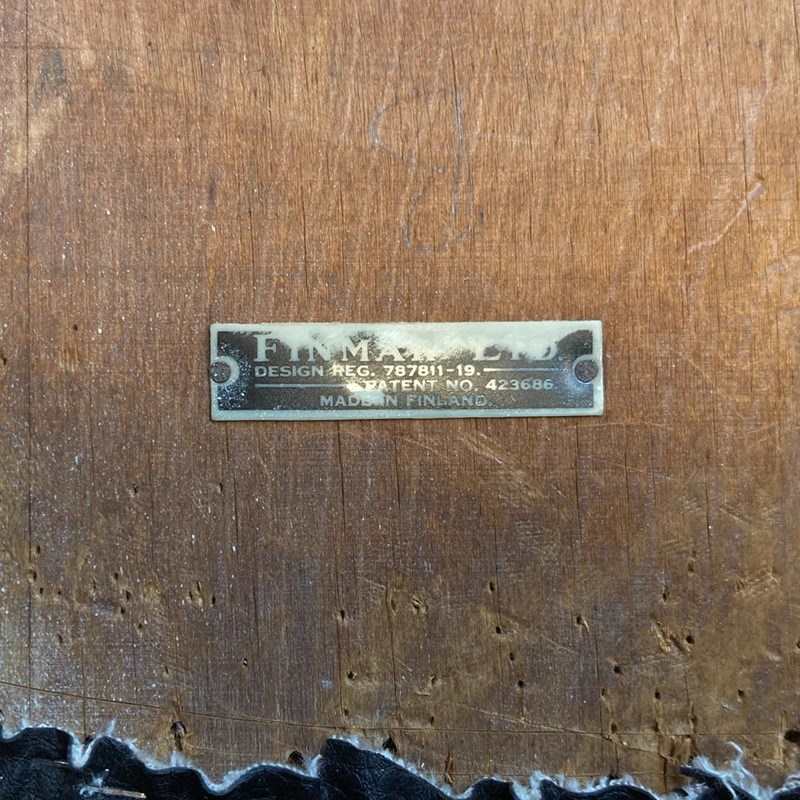 FINMAR LTD
DESIGN REG. 787811-19.
PATENT NO. 423686
MADE IN FINLAND.